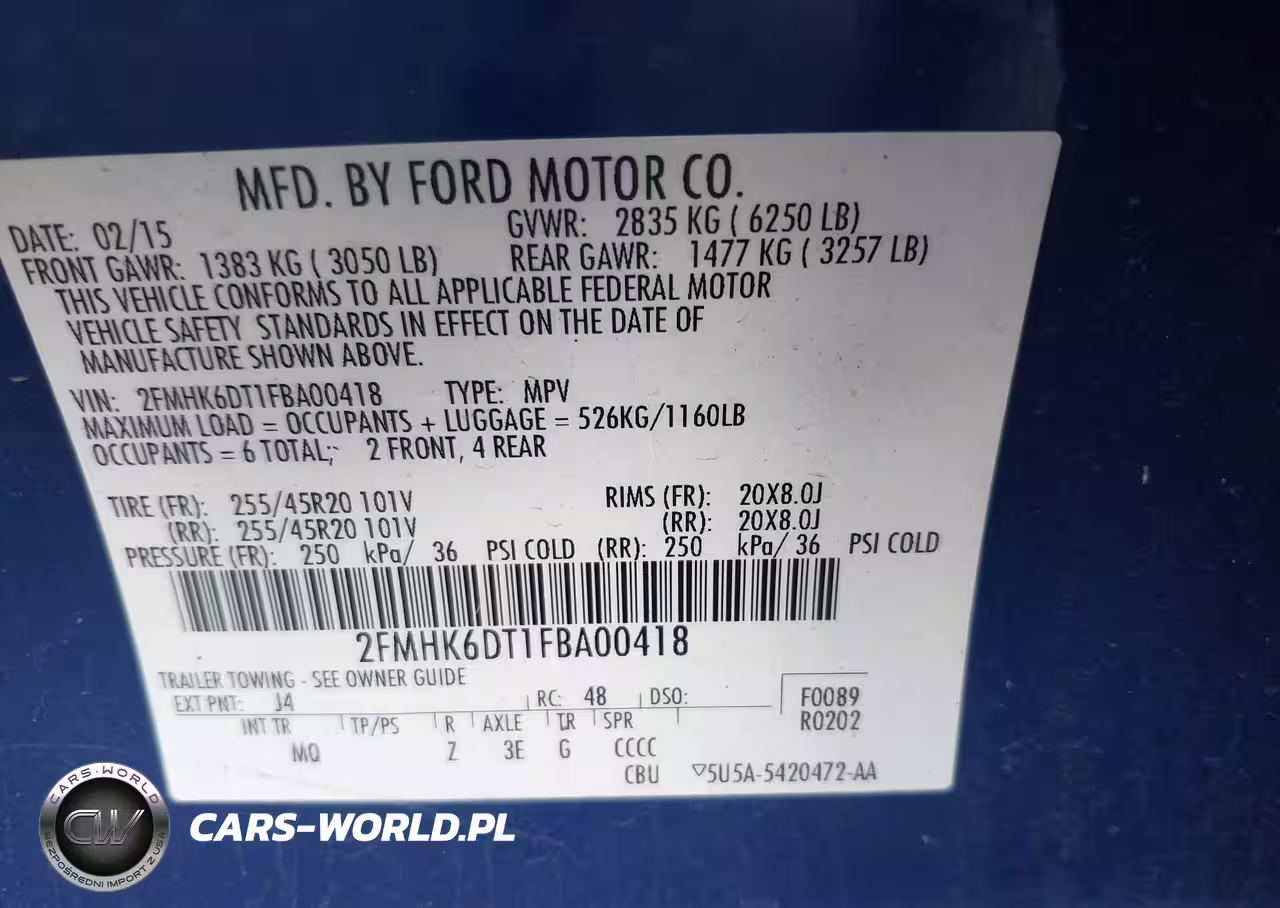 MFD. BY FORD MOTOR CO.
DATE: 02/15 GVWR: 2835 KG ( 6250 LB)
FRONT GAWR: 1383 KG ( 3050 LB) REAR GAWR: 1477 KG ( 3257 LB)
THIS VEHICLE CONFORMS TO ALL APPLICABLE FEDERAL MOTOR
VEHICLE SAFETY STANDARDS IN EFFECT ON THE DATE OF
MANUFACTURE SHOWN ABOVE.
VIN: 2FMHK6DT1FBA00418 TYPE: MPV
MAXIMUM LOAD = OCCUPANTS + LUGGAGE = 526KG/1160LB
OCCUPANTS = 6 TOTAL; 2 FRONT, 4 REAR
TIRE (FR): 255/45R20 101V RIMS (FR): 20X8.0J
(RR): 255/45R20 101V (RR): 20X8.0J
PRESSURE (FR): 250 kPa/ 36 PSI COLD (RR): 250 kPa/ 36 PSI COLD
2FMHK6DT1FBA00418
TRAILER TOWING - SEE OWNER GUIDE
EXT PNT: J4 RC: 48 DSO: F0089
INT TR TP/PS R AXLE TR SPR R0202
MQ Z 3E G CCCC
CBU ▽5U5A-5420472-AA
CARS-WORLD
CW
BEZPOŚREDNI IMPORT Z USA
CARS-WORLD.PL